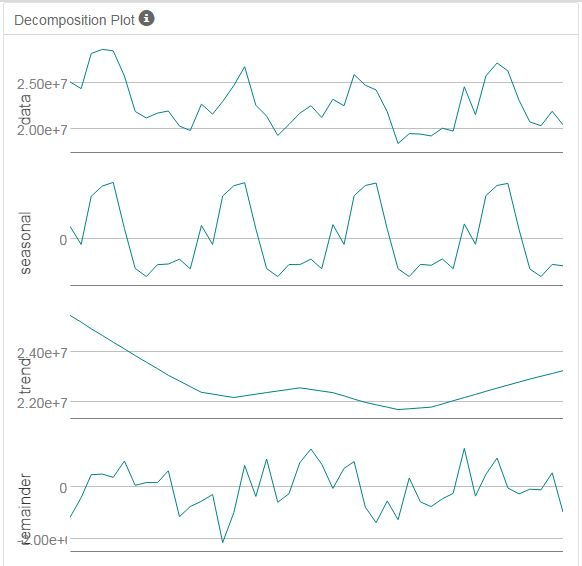 Decomposition Plot
2.50e+7
data
2.00e+7
0
seasonal
2.40e+7
trend
2.20e+7
0
remainder